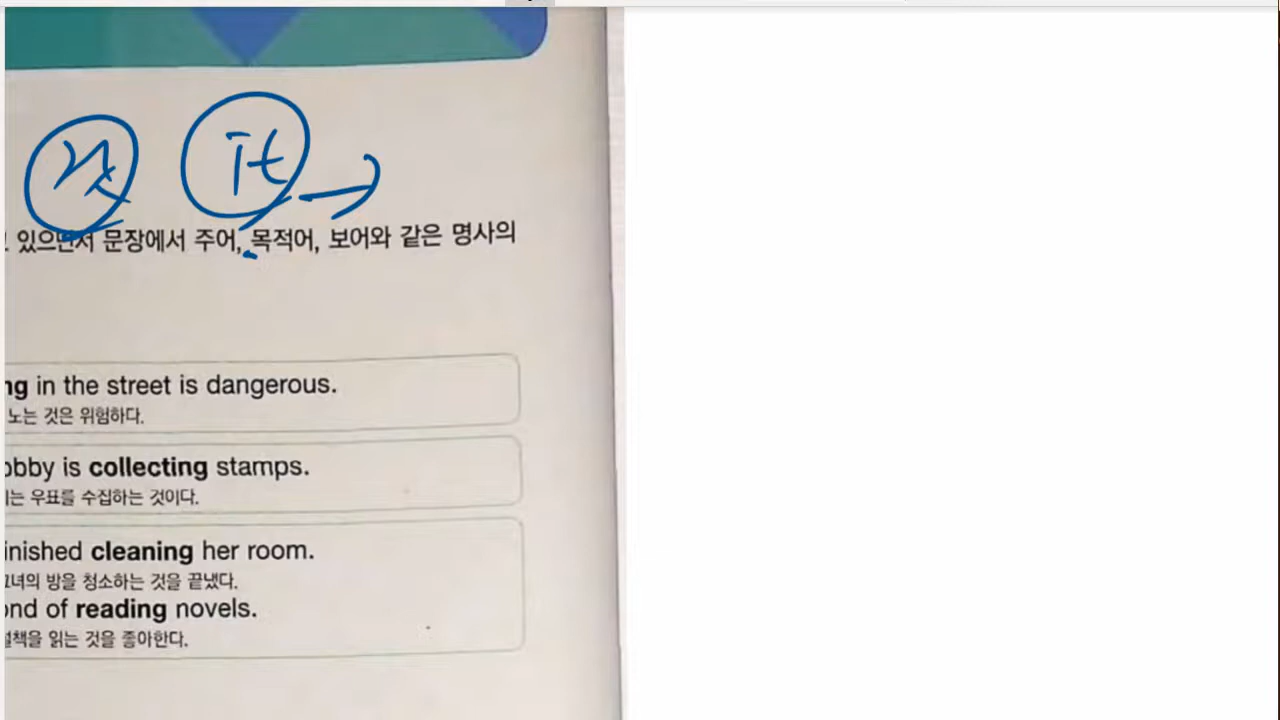 것 it
있으면서 문장에서 주어, 목적어, 보어와 같은 명사의
ng in the street is dangerous.
노는 것은 위험하다.
obby is collecting stamps.
는 우표를 수집하는 것이다.
inished cleaning her room.
그녀의 방을 청소하는 것을 끝냈다.
ond of reading novels.
설책을 읽는 것을 좋아한다.